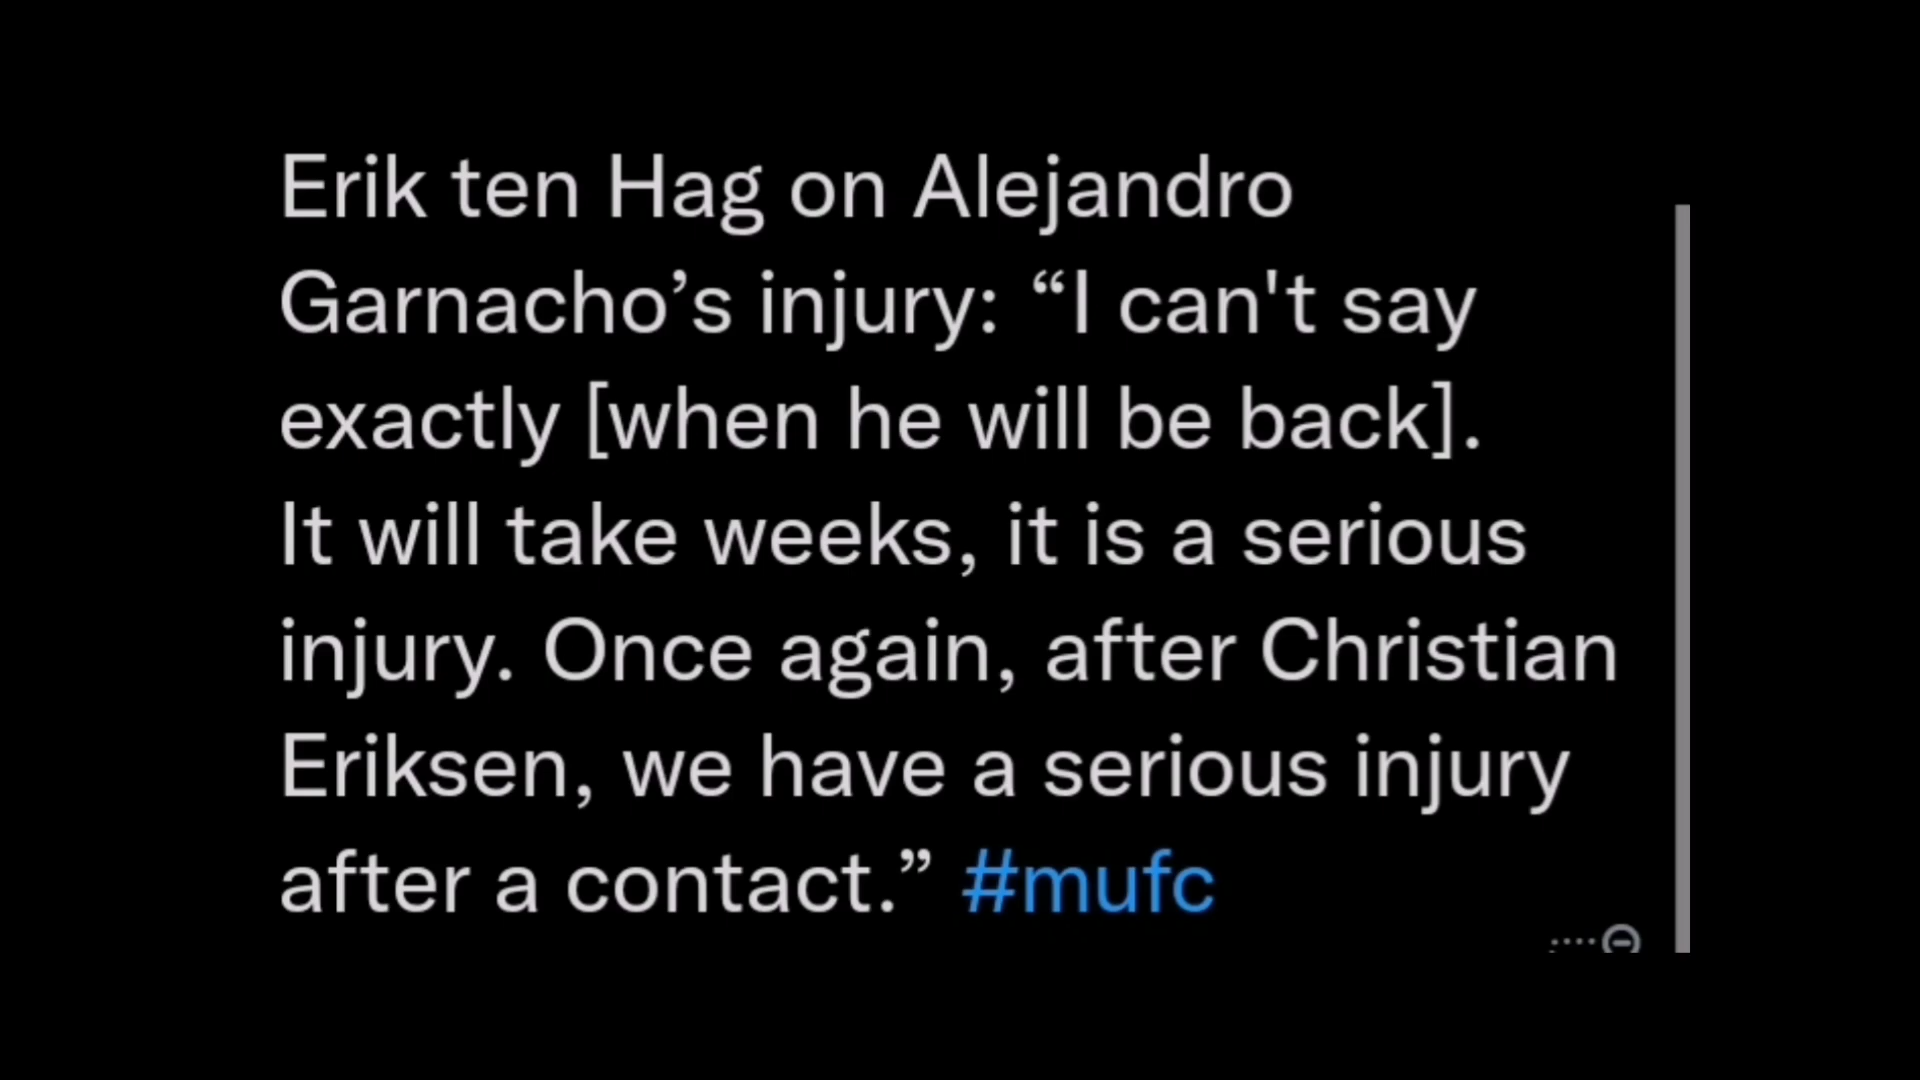 Erik ten Hag on Alejandro
Garnacho’s injury: “I can't say
exactly [when he will be back].
It will take weeks, it is a serious
injury. Once again, after Christian
Eriksen, we have a serious injury
after a contact.” #mufc